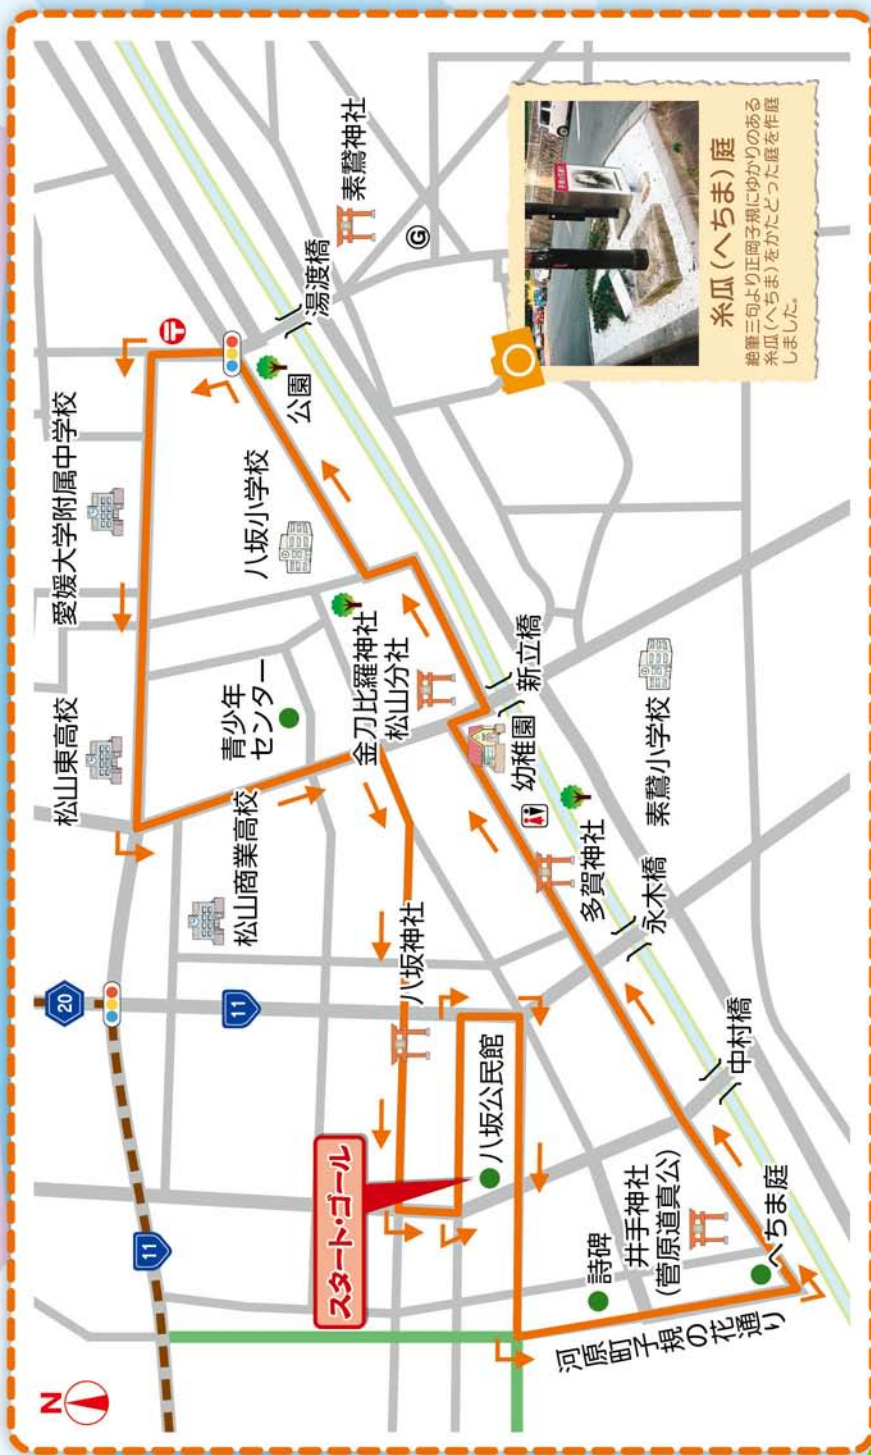 N
20
11
11
愛媛大学附属中学校
松山東高校
松山商業高校
青少年
センター
八坂小学校
公園
湯渡橋
素鵞神社
G
金刀比羅神社
松山分社
八坂神社
スタート・ゴール
八坂公民館
幼稚園
新立橋
多賀神社
永木橋
素鵞小学校
中村橋
詩碑
井手神社
(菅原道真公)
へちま庭
河原町子規の花通り
糸瓜(へちま)庭
絶筆三句より正岡子規にゆかりのある
糸瓜(へちま)をかたどった庭を作庭
しました。